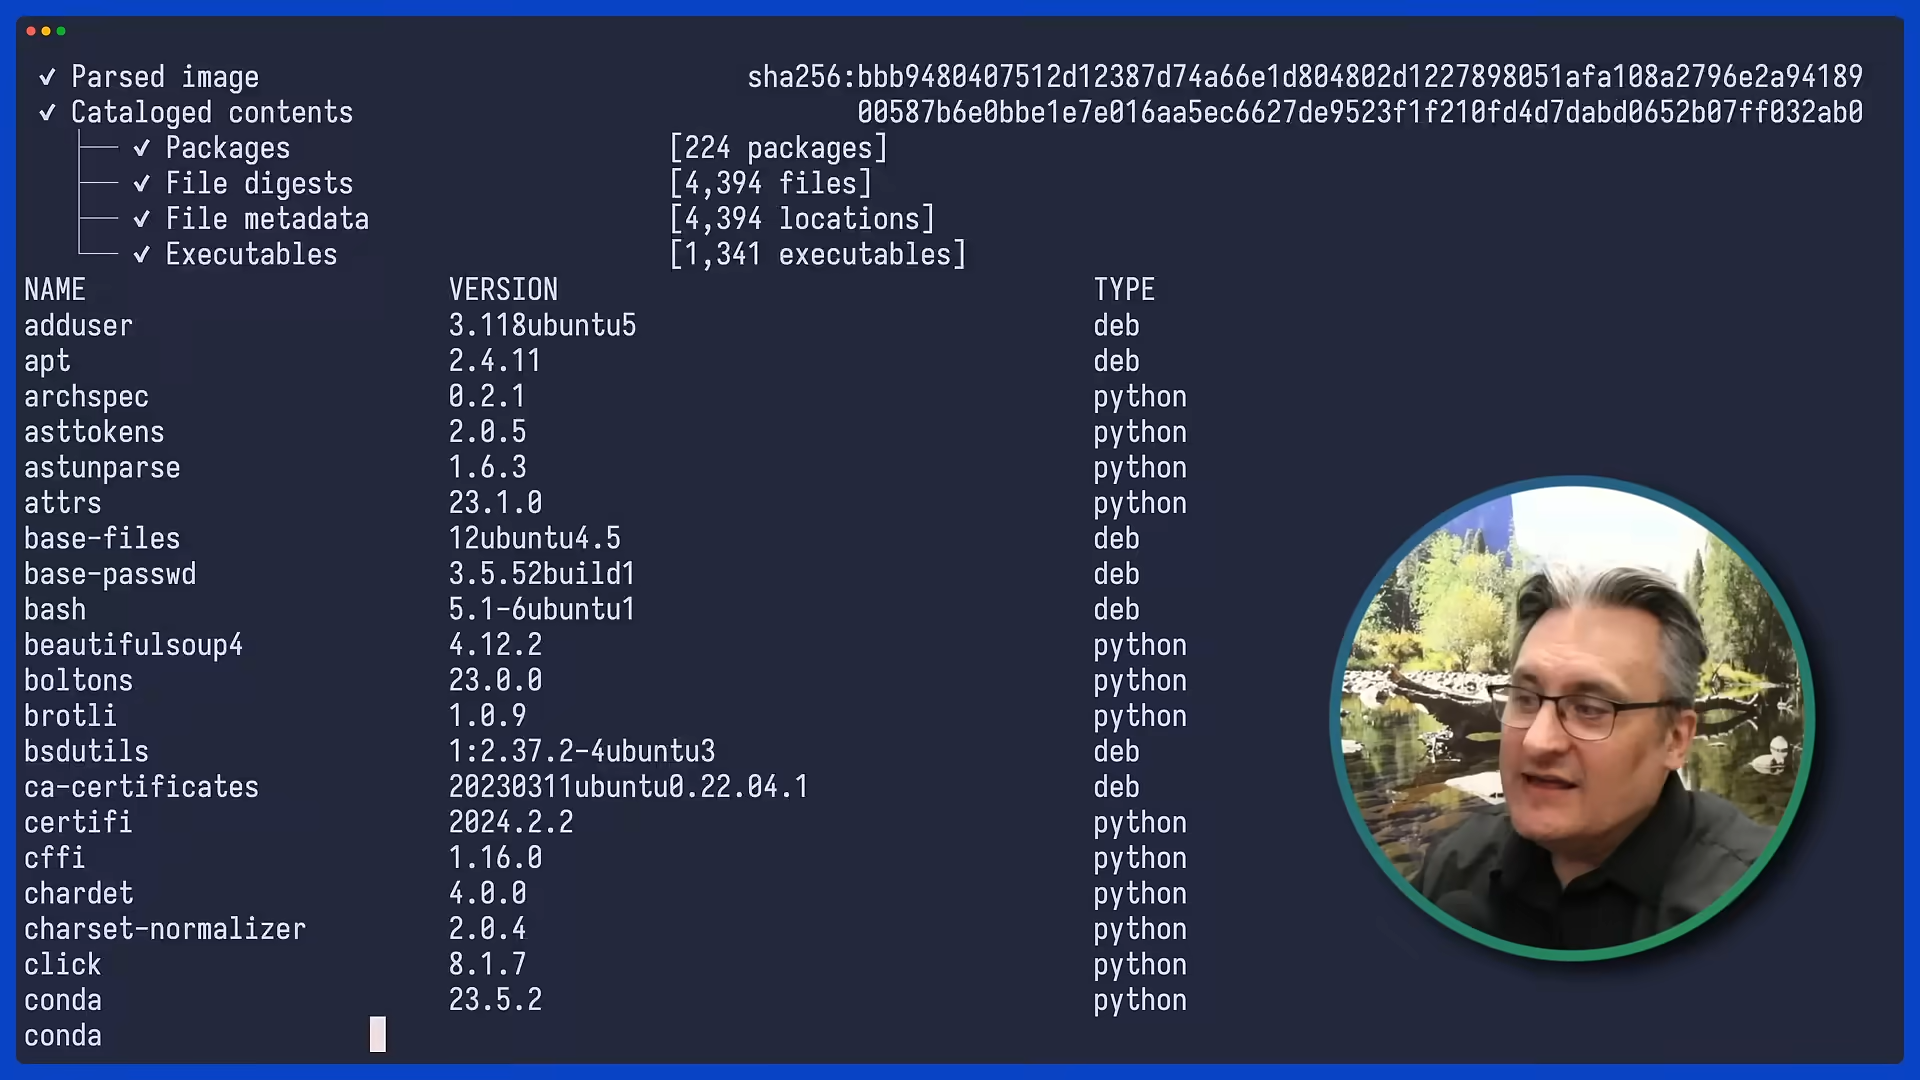 ✔ Parsed image sha256:bbb9480407512d12387d74a66e1d804802d1227898051afa108a2796e2a94189
✔ Cataloged contents 00587b6e0bbe1e7e016aa5ec6627de9523f1f210fd4d7dabd0652b07ff032ab0
✔ Packages [224 packages]
✔ File digests [4,394 files]
✔ File metadata [4,394 locations]
✔ Executables [1,341 executables]
NAME VERSION TYPE
adduser 3.118ubuntu5 deb
apt 2.4.11 deb
archspec 0.2.1 python
asttokens 2.0.5 python
astunparse 1.6.3 python
attrs 23.1.0 python
base-files 12ubuntu4.5 deb
base-passwd 3.5.52build1 deb
bash 5.1-6ubuntu1 deb
beautifulsoup4 4.12.2 python
boltons 23.0.0 python
brotli 1.0.9 python
bsdutils 1:2.37.2-4ubuntu3 deb
ca-certificates 20230311ubuntu0.22.04.1 deb
certifi 2024.2.2 python
cffi 1.16.0 python
chardet 4.0.0 python
charset-normalizer 2.0.4 python
click 8.1.7 python
conda 23.5.2 python
conda